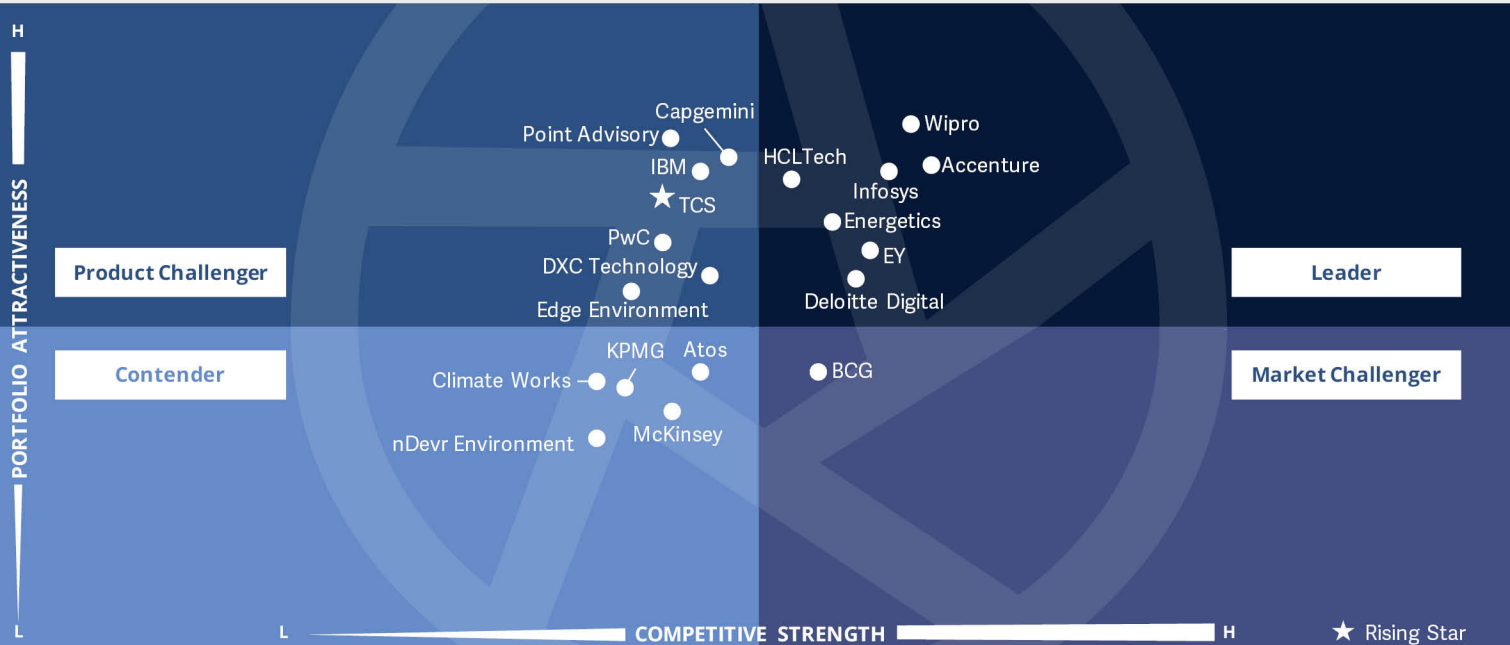 H
PORTFOLIO ATTRACTIVENESS
L
Product Challenger
Capgemini
Point Advisory
IBM
TCS
PwC
DXC Technology
Edge Environment
Wipro
HCLTech
Accenture
Infosys
Energetics
EY
Deloitte Digital
Leader
Contender
KPMG
Atos
Climate Works
McKinsey
nDevr Environment
BCG
Market Challenger
L
COMPETITIVE STRENGTH
H
Rising Star